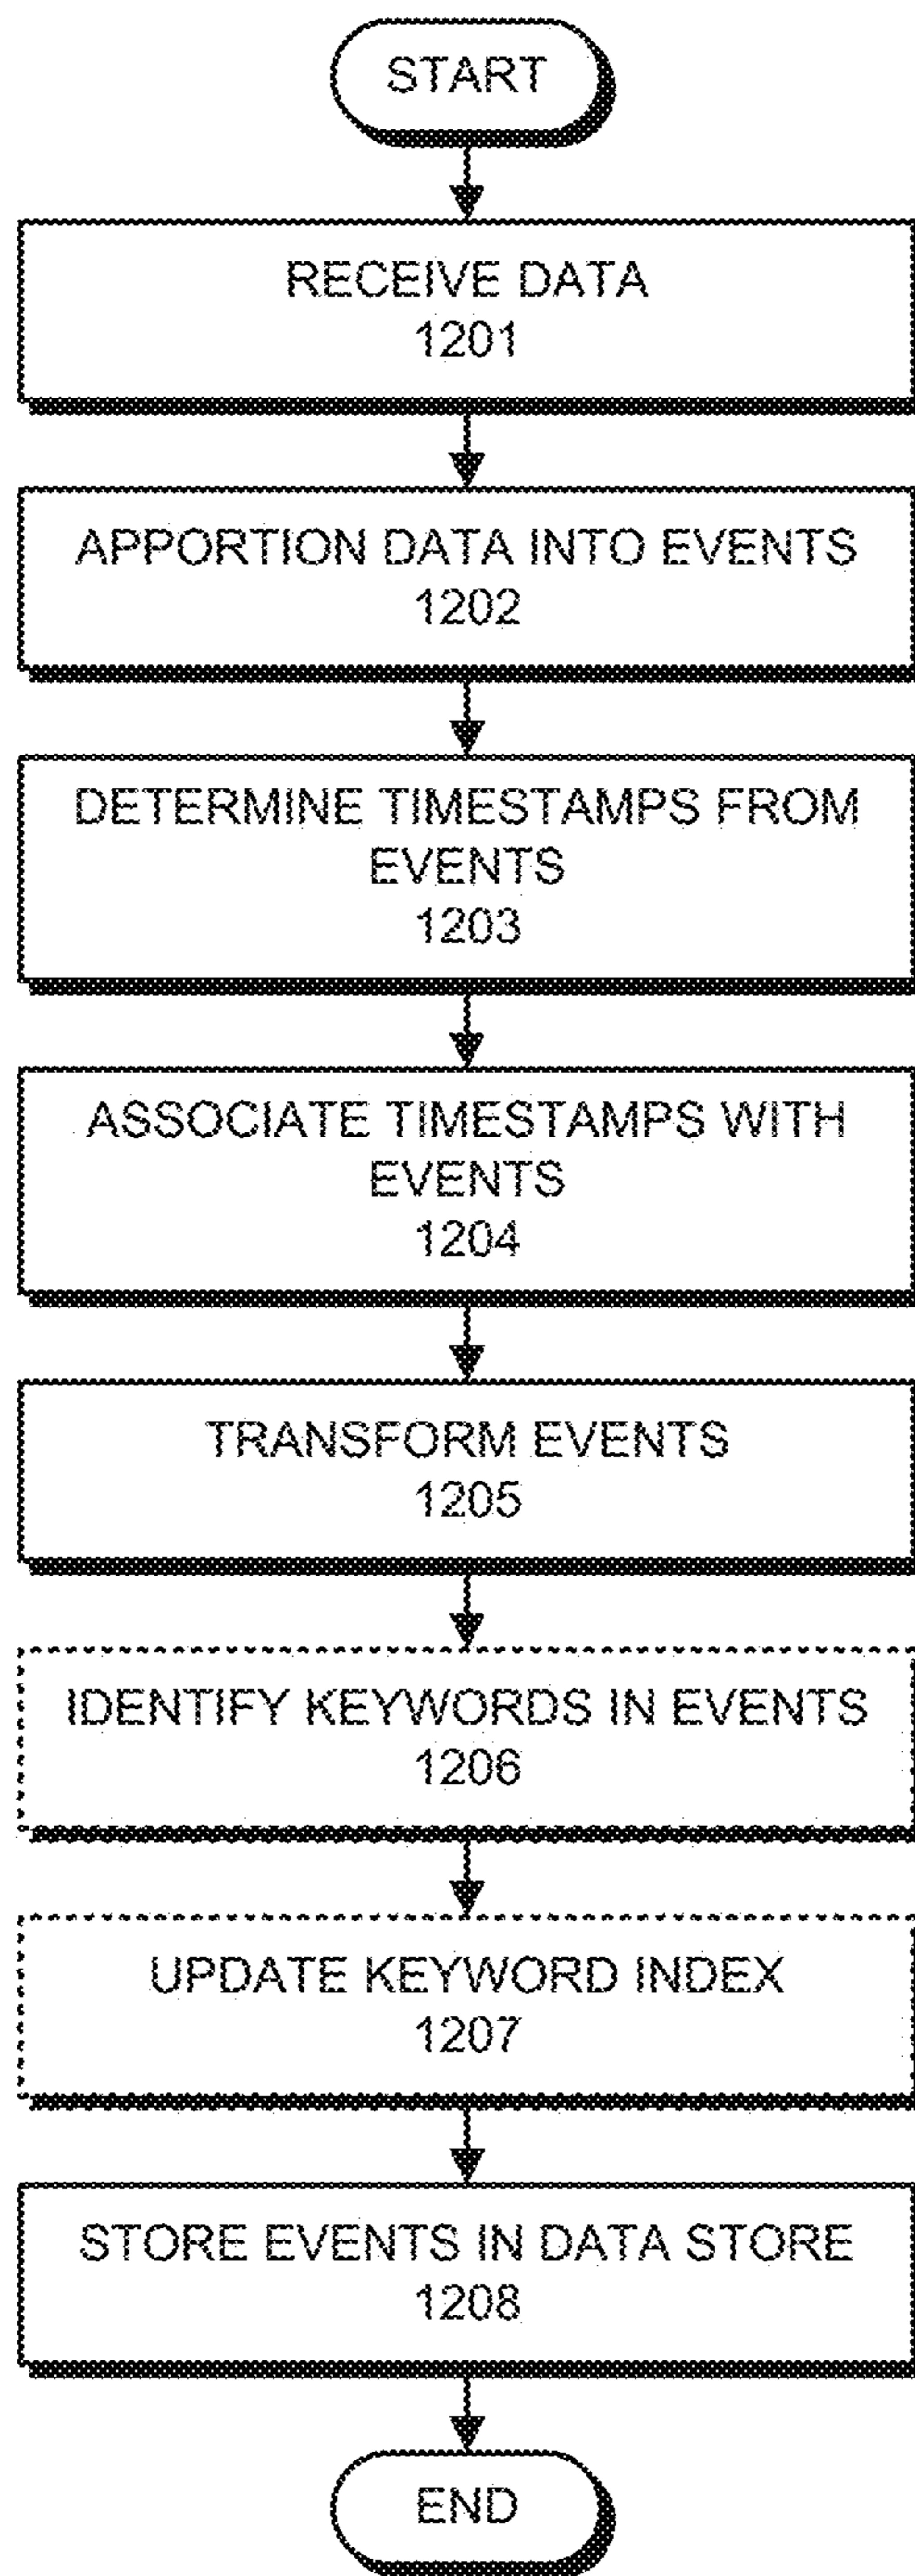 START
RECEIVE DATA
1201
APPORTION DATA INTO EVENTS
1202
DETERMINE TIMESTAMPS FROM
EVENTS
1203
ASSOCIATE TIMESTAMPS WITH
EVENTS
1204
TRANSFORM EVENTS
1205
IDENTIFY KEYWORDS IN EVENTS
1206
UPDATE KEYWORD INDEX
1207
STORE EVENTS IN DATA STORE
1208
END